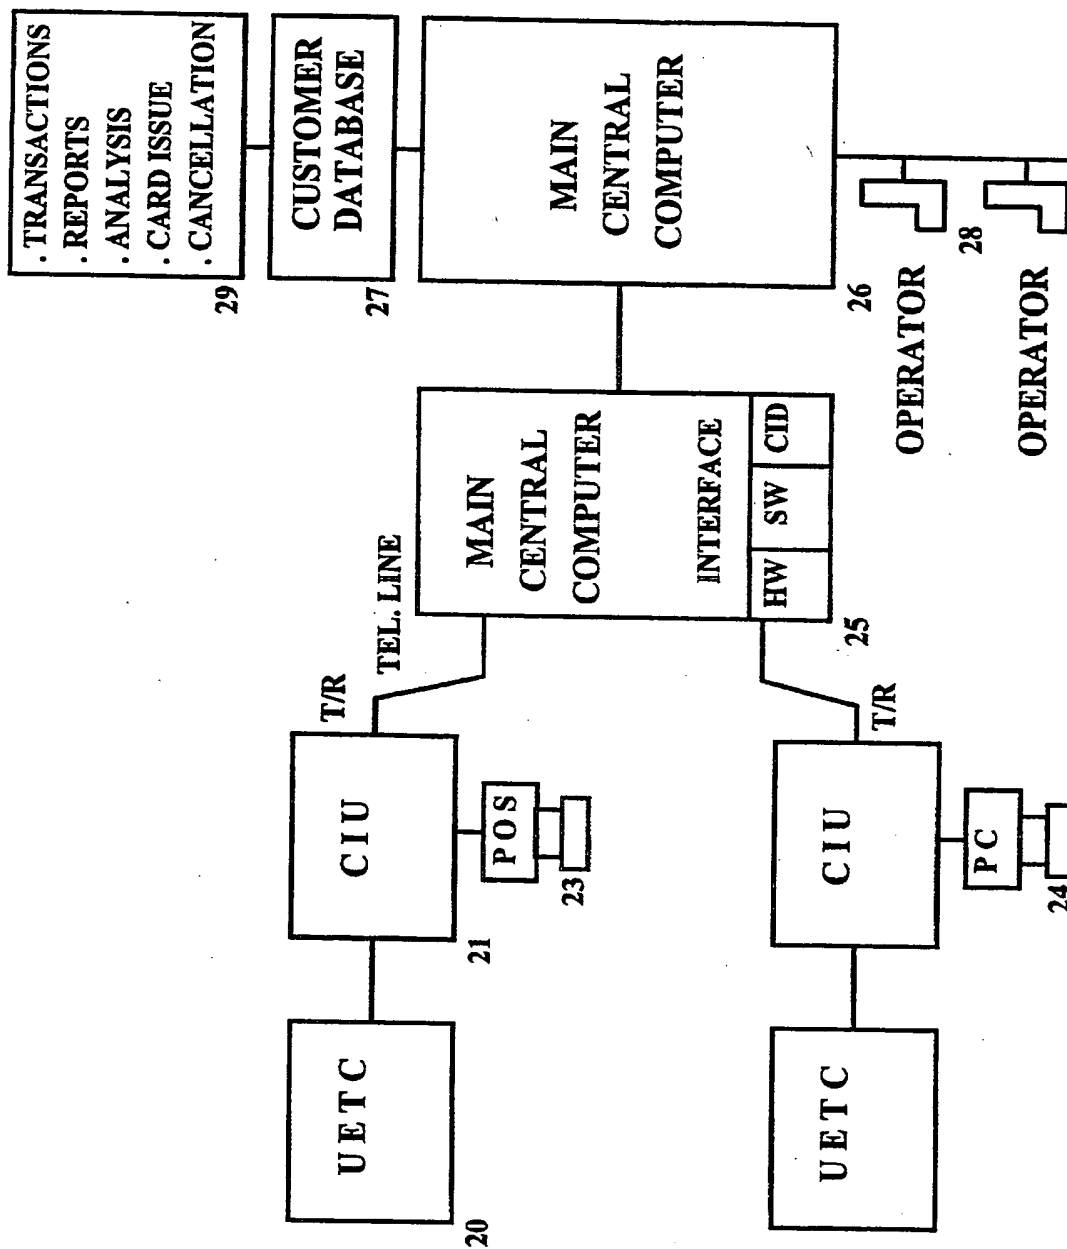 . TRANSACTIONS
. REPORTS
. ANALYSIS
. CARD ISSUE
. CANCELLATION
29
CUSTOMER
DATABASE
27
MAIN
CENTRAL
COMPUTER
26
OPERATOR
28
OPERATOR
MAIN
CENTRAL
COMPUTER
INTERFACE
HW SW CID
25
TEL. LINE
T/R
CIU
21
POS
23
UETC
20
T/R
CIU
PC
24
UETC